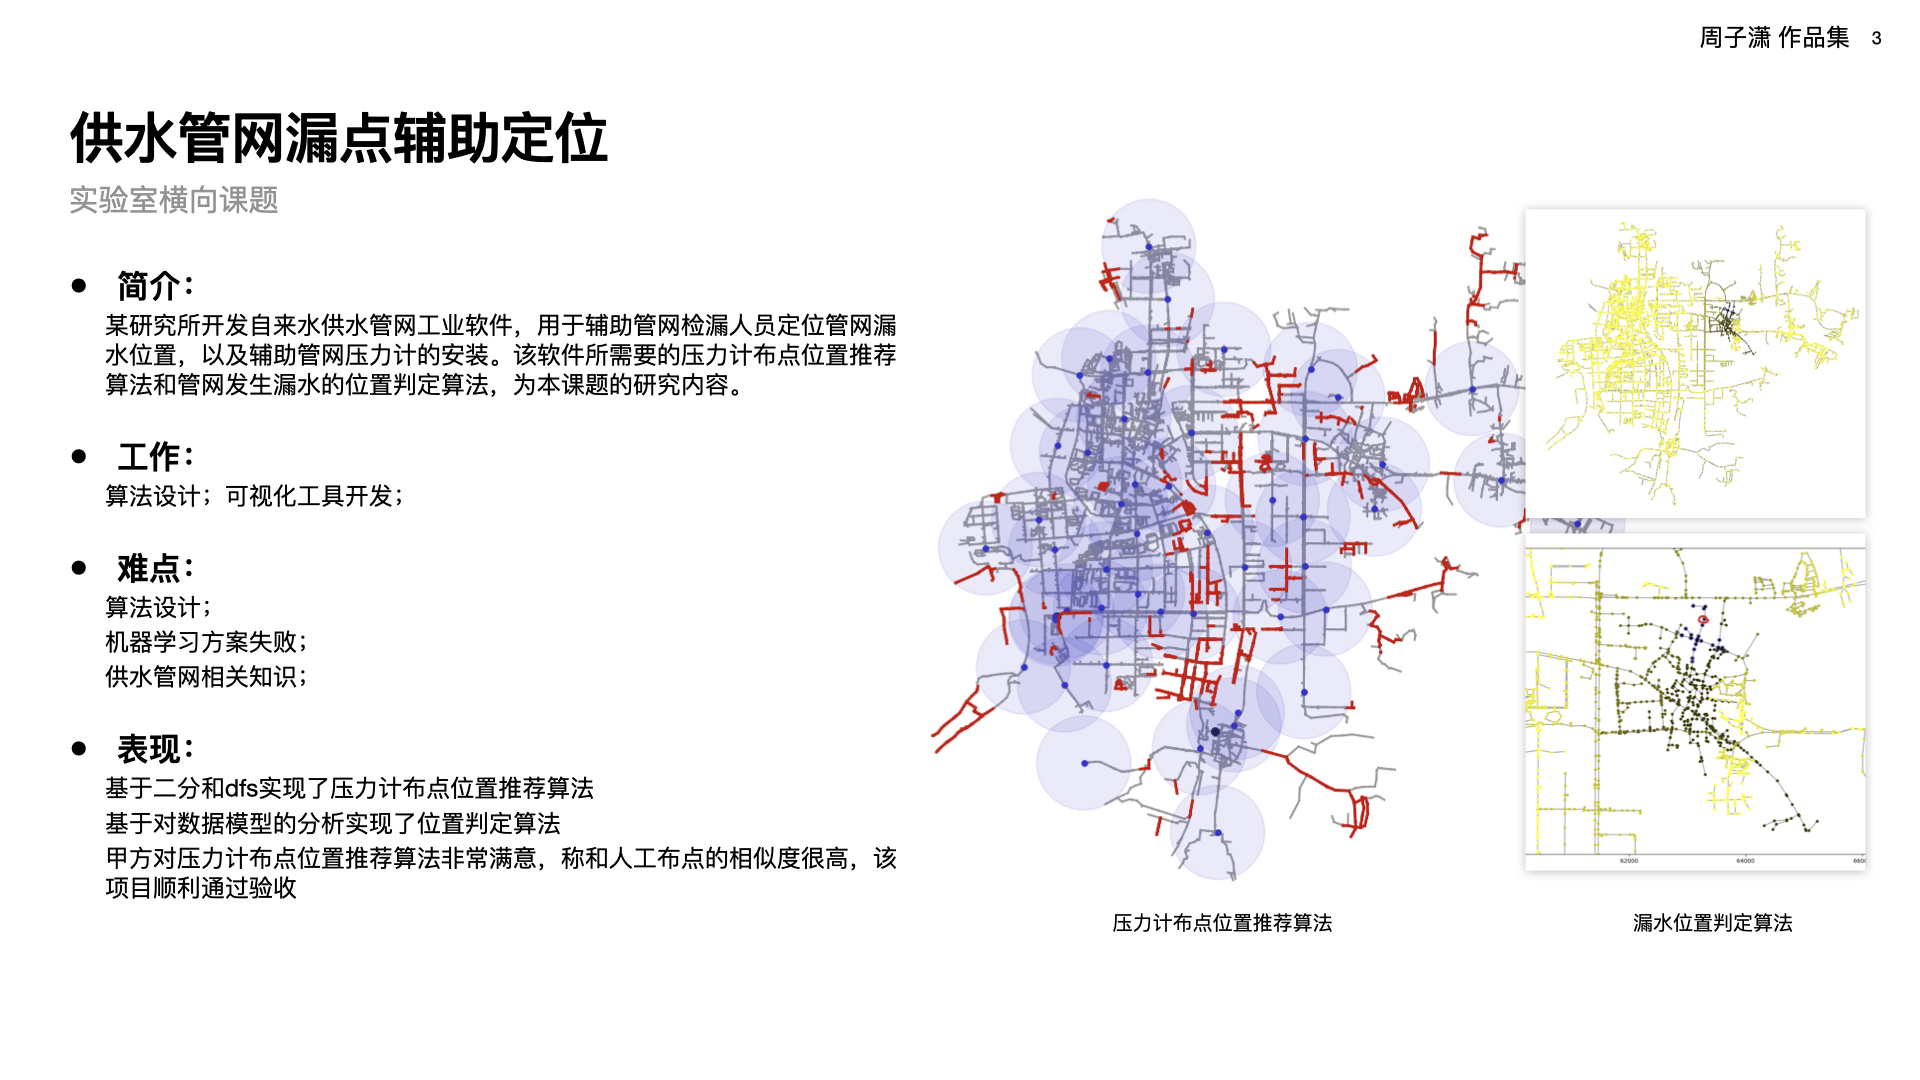 周子潇 作品集 3
供水管网漏点辅助定位
实验室横向课题
● 简介：
某研究所开发自来水供水管网工业软件，用于辅助管网检漏人员定位管网漏
水位置，以及辅助管网压力计的安装。该软件所需要的压力计布点位置推荐
算法和管网发生漏水的位置判定算法，为本课题的研究内容。
● 工作：
算法设计；可视化工具开发；
● 难点：
算法设计；
机器学习方案失败；
供水管网相关知识；
● 表现：
基于二分和dfs实现了压力计布点位置推荐算法
基于对数据模型的分析实现了位置判定算法
甲方对压力计布点位置推荐算法非常满意，称和人工布点的相似度很高，该
项目顺利通过验收
62000 64000
压力计布点位置推荐算法
漏水位置判定算法